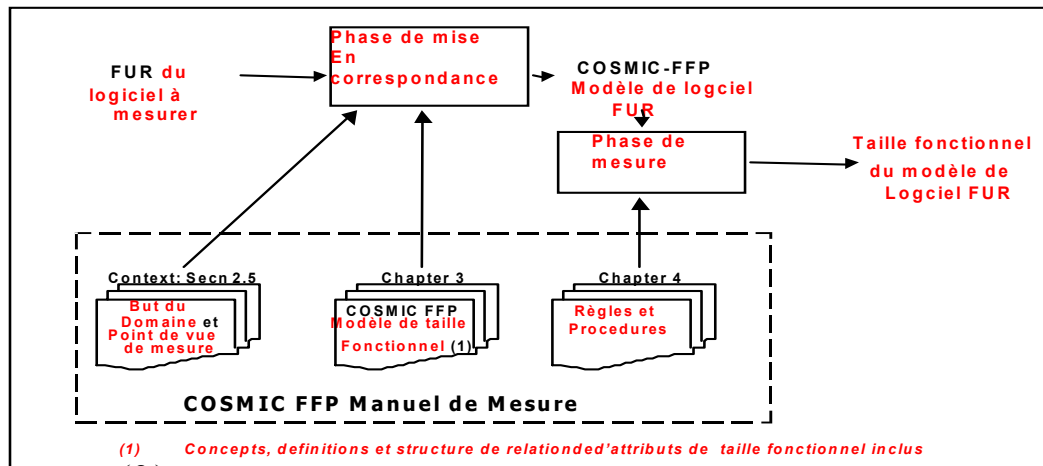 Phase de mise
En
correspondance
FUR du
logiciel à
mesurer
COSMIC-FFP
Modèle de logciel
FUR
Phase de
mesure
Taille fonctionnel
du modèle de
Logciel FUR
Context: Secn 2.5
But du
Domaine et
Point de vue
de mesure
Chapter 3
COSMIC FFP
Modèle de taille
Fonctionnel (1)
Chapter 4
Règles et
Procedures
COSMIC FFP Manuel de Mesure
(1) Concepts, definitions et structure de relationded'attributs de taille fonctionnel inclus